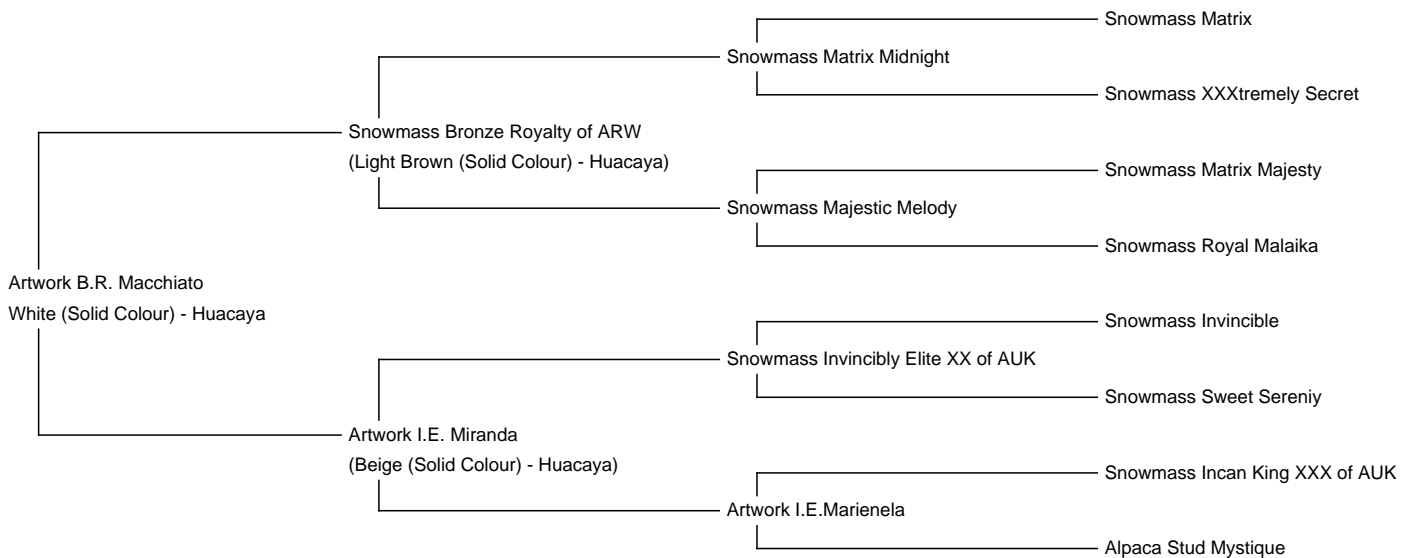 Snowmass Matrix
Snowmass Matrix Midnight
Snowmass XXXtremely Secret
Snowmass Bronze Royalty of ARW
(Light Brown (Solid Colour) - Huacaya)
Snowmass Matrix Majesty
Snowmass Majestic Melody
Snowmass Royal Malaika
Artwork B.R. Macchiato
White (Solid Colour) - Huacaya
Snowmass Invincible
Snowmass Invincibly Elite XX of AUK
Snowmass Sweet Sereniy
Artwork I.E. Miranda
(Beige (Solid Colour) - Huacaya)
Snowmass Incan King XXX of AUK
Artwork I.E.Marienela
Alpaca Stud Mystique